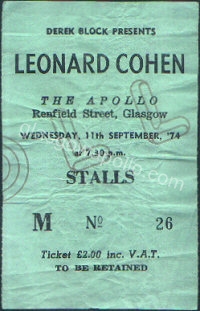 DEREK BLOCK PRESENTS
LEONARD COHEN
THE APOLLO
Renfield Street, Glasgow
WEDNESDAY, 11th SEPTEMBER, '74
at 7.30 p.m.
STALLS
M Nº 26
Ticket £2.00 inc. V.A.T.
TO BE RETAINED